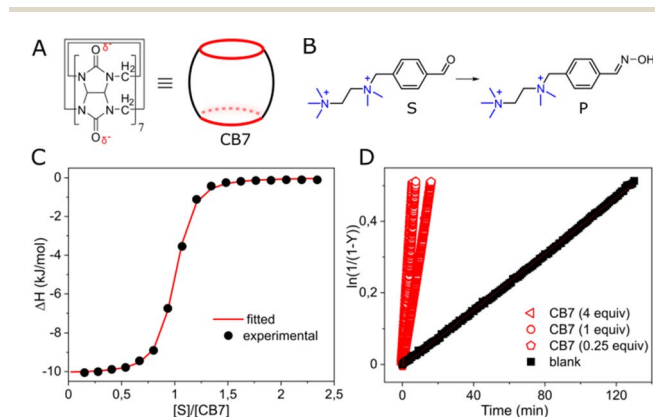 A
O δ-
CH2
N N
N N
CH2
O δ-
7
≡
CB7
B
N+
N+
O
S
N+
N+
N-OH
P
C
0
-2
-4
-6
-8
-10
ΔH (kJ/mol)
fitted
experimental
0 0,5 1 1,5 2 2,5
[S]/[CB7]
D
0,4
0,2
0
ln(1/(1-Y))
CB7 (4 equiv)
CB7 (1 equiv)
CB7 (0.25 equiv)
blank
0 40 80 120
Time (min)